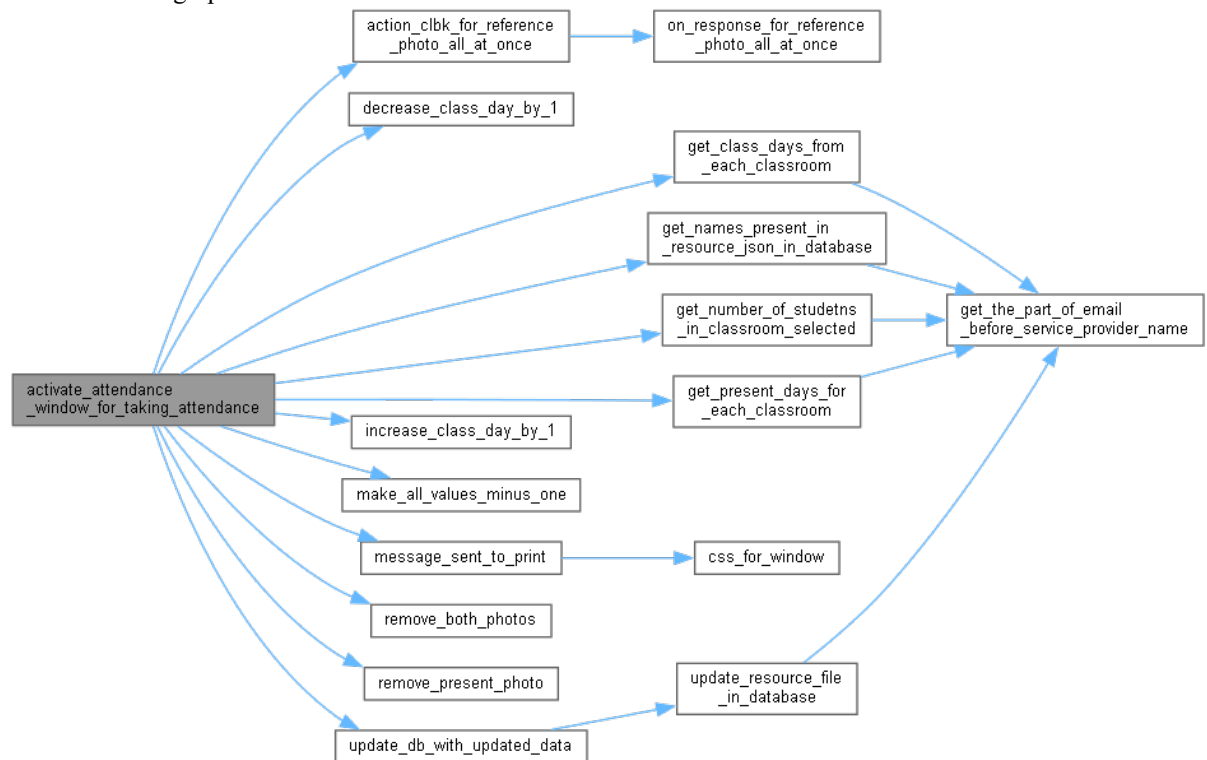 action_clbk_for_reference
_photo_all_at_once
on_response_for_reference
_photo_all_at_once
decrease_class_day_by_1
get_class_days_from
_each_classroom
get_names_present_in
_resource_json_in_database
get_number_of_studetns
_in_classroom_selected
get_the_part_of_email
_before_service_provider_name
activate_attendance
_window_for_taking_attendance
get_present_days_for
_each_classroom
increase_class_day_by_1
make_all_values_minus_one
message_sent_to_print
css_for_window
remove_both_photos
remove_present_photo
update_resource_file
_in_database
update_db_with_updated_data